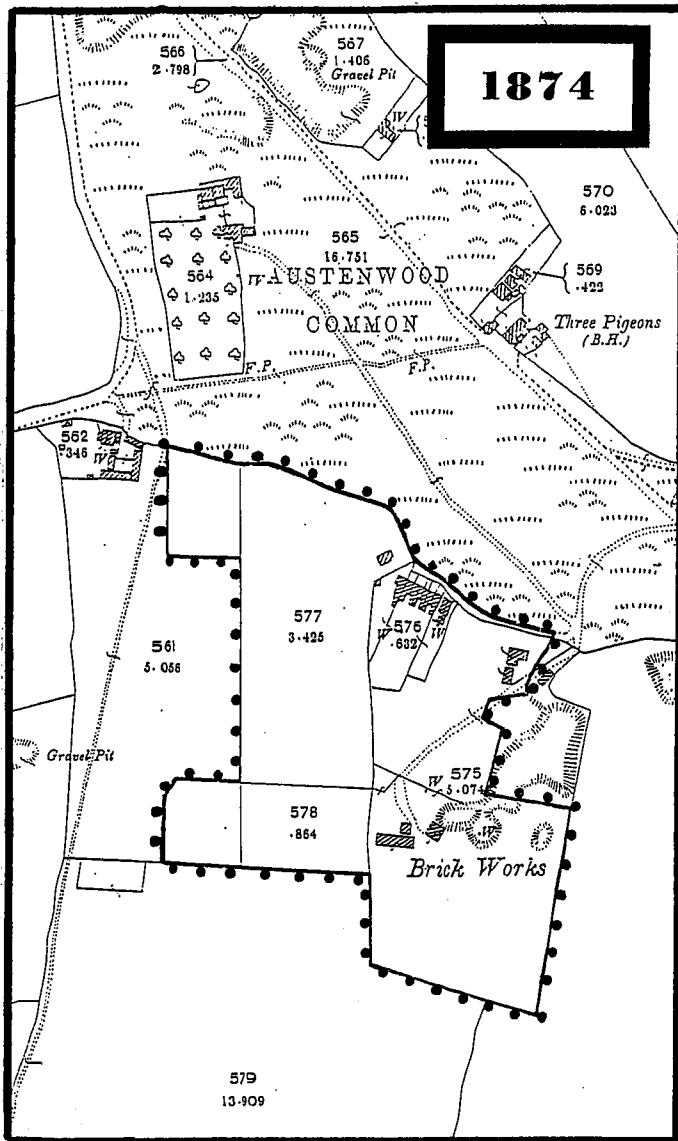 1874
566
2.798
567
1.406
Gravel Pit
W
570
6.023
565
16.751
569
.422
564
1.235
W
AUSTENWOOD
COMMON
Three Pigeons
(B.H.)
F.P.
F.P.
562
.346
W
577
3.425
576
.632
W
W
561
5.056
Gravel Pit
W
575
5.074
578
.864
W
Brick Works
579
13.909